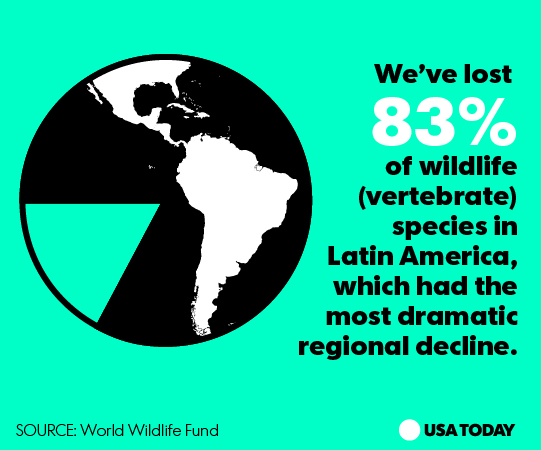 We’ve lost
83%
of wildlife
(vertebrate)
species in
Latin America,
which had the
most dramatic
regional decline.
SOURCE: World Wildlife Fund
USA TODAY